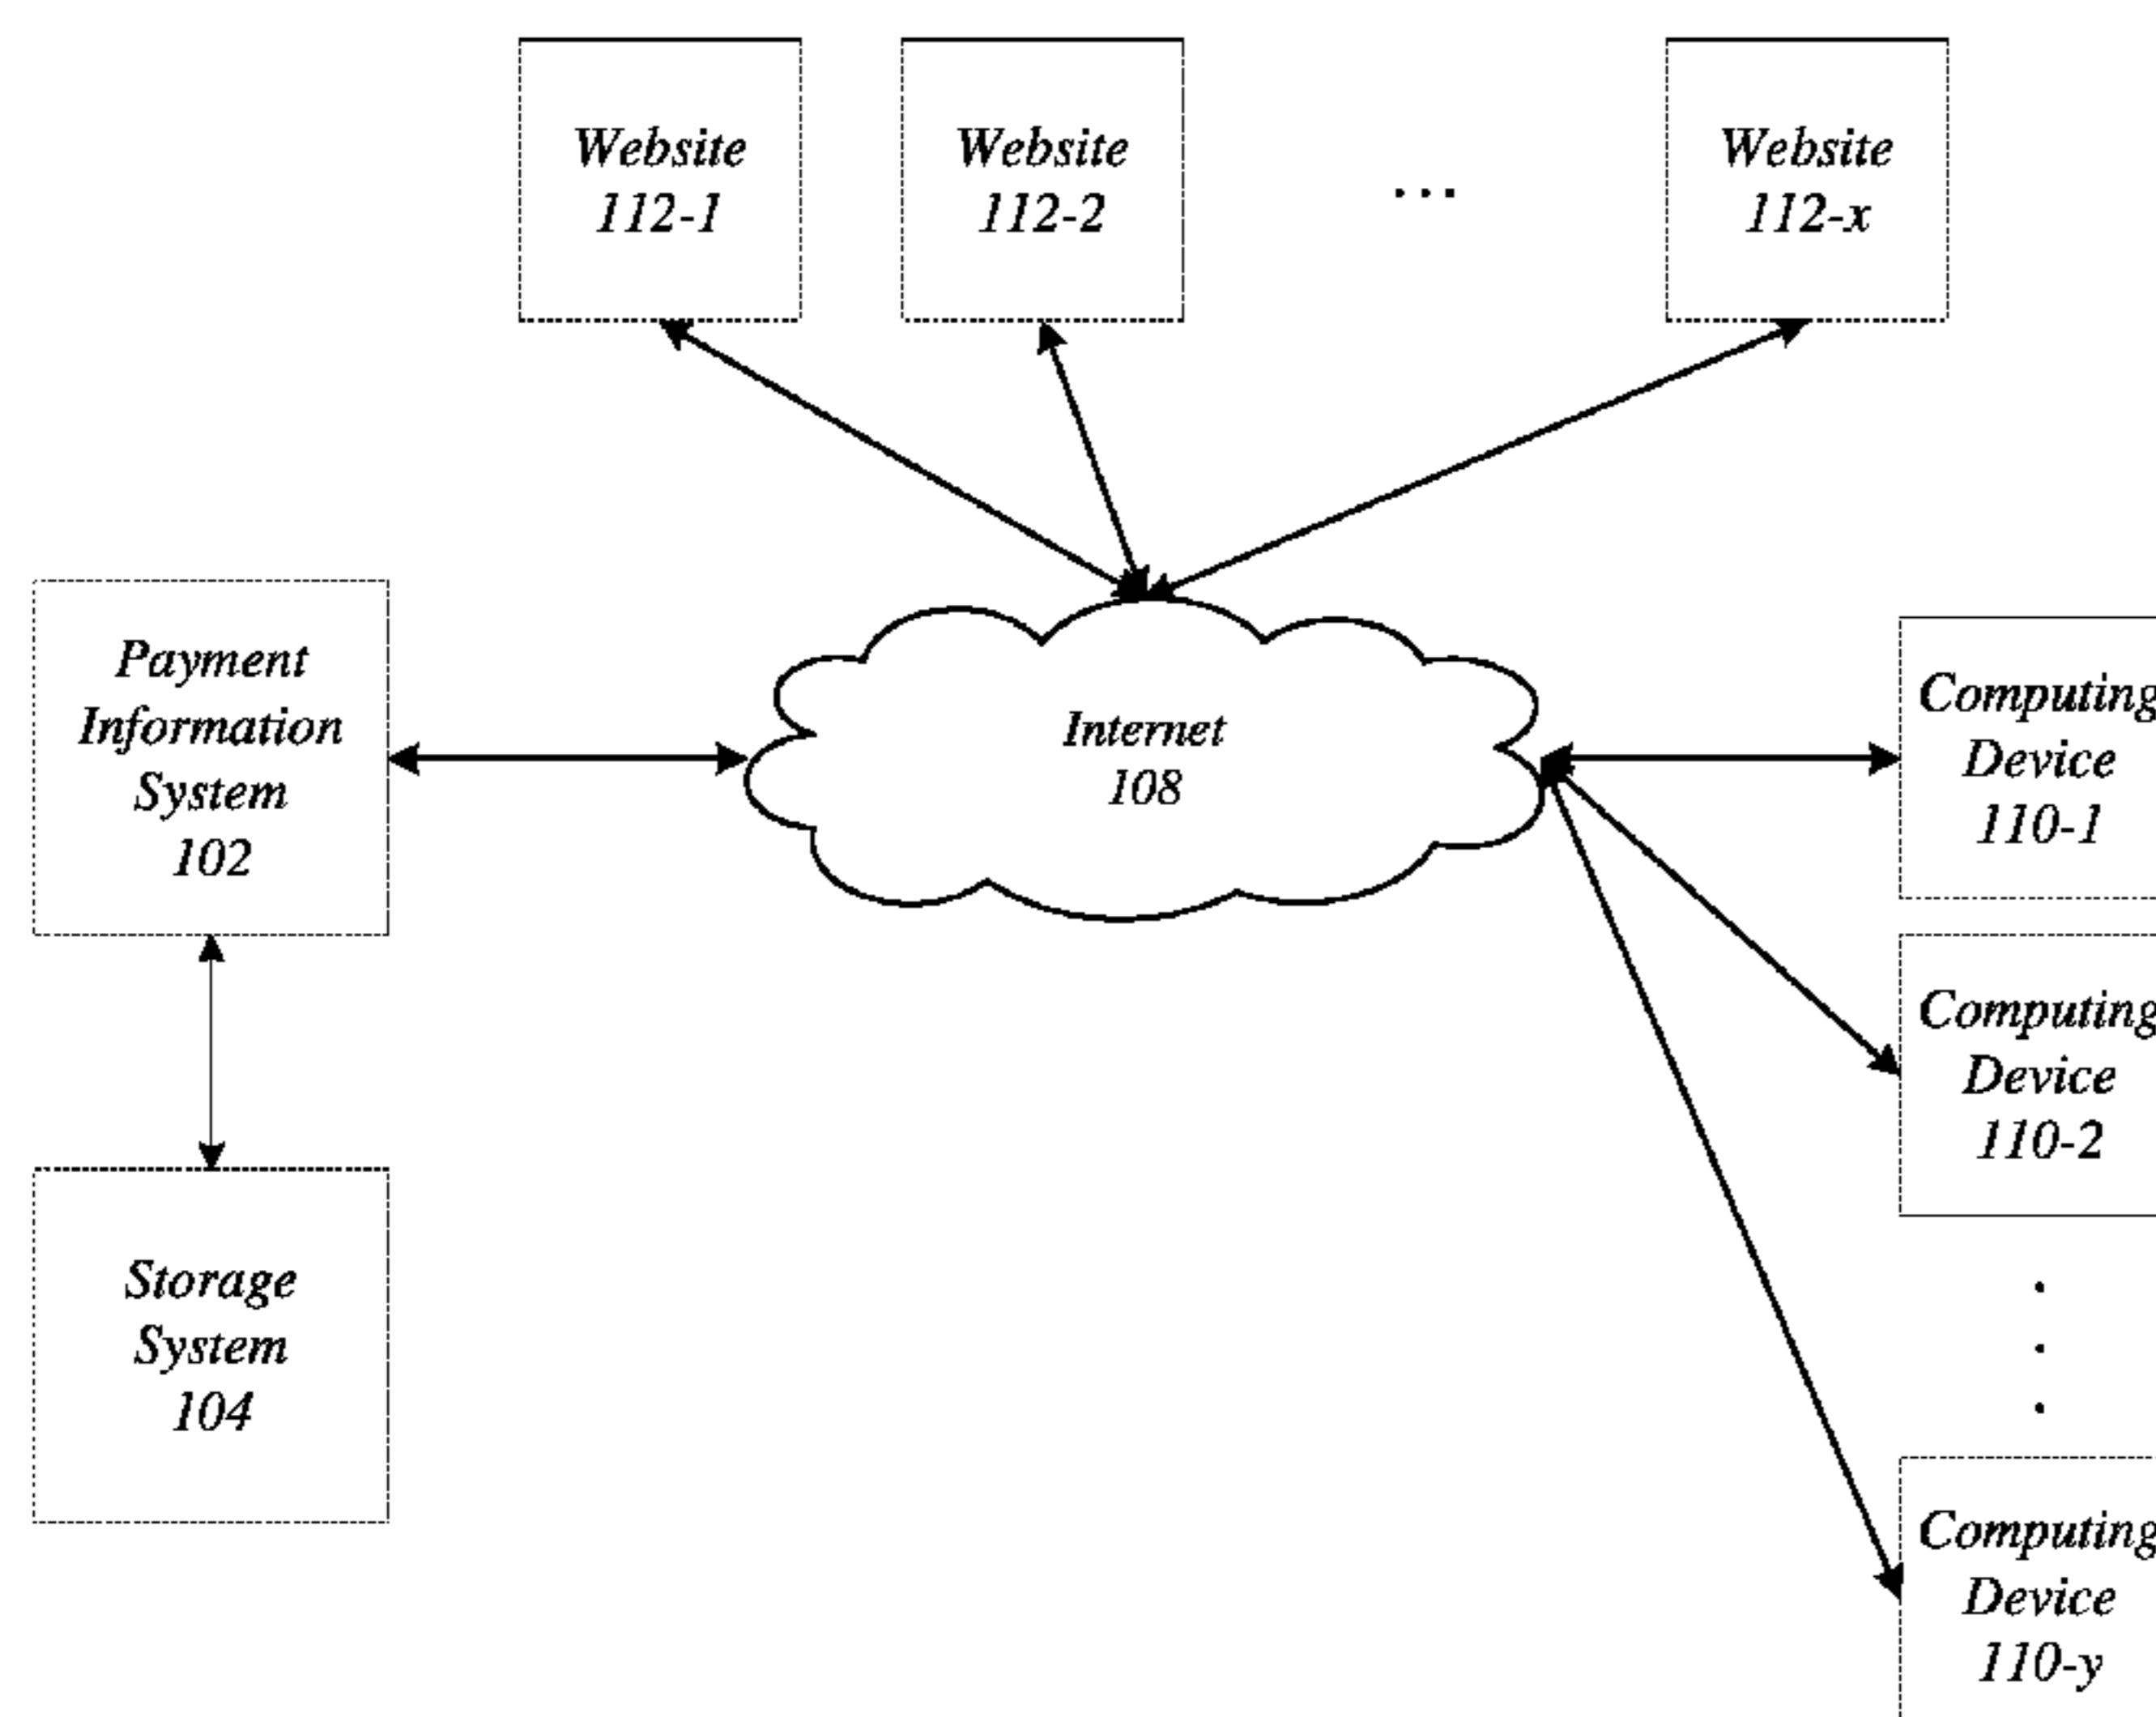 Website
112-1
Website
112-2
...
Website
112-x
Payment
Information
System
102
Internet
108
Computing
Device
110-1
Computing
Device
110-2
Storage
System
104
Computing
Device
110-y